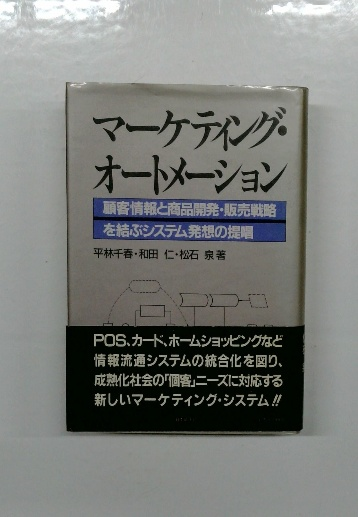 マーケティング・
オートメーション
顧客情報と商品開発・販売戦略
を結ぶシステム発想の提唱
平林千春・和田 仁・松石 泉著
POS、カード、ホームショッピングなど
情報流通システムの統合化を図り、
成熟化社会の「個客」ニーズに対応する
新しいマーケティング・システム!!